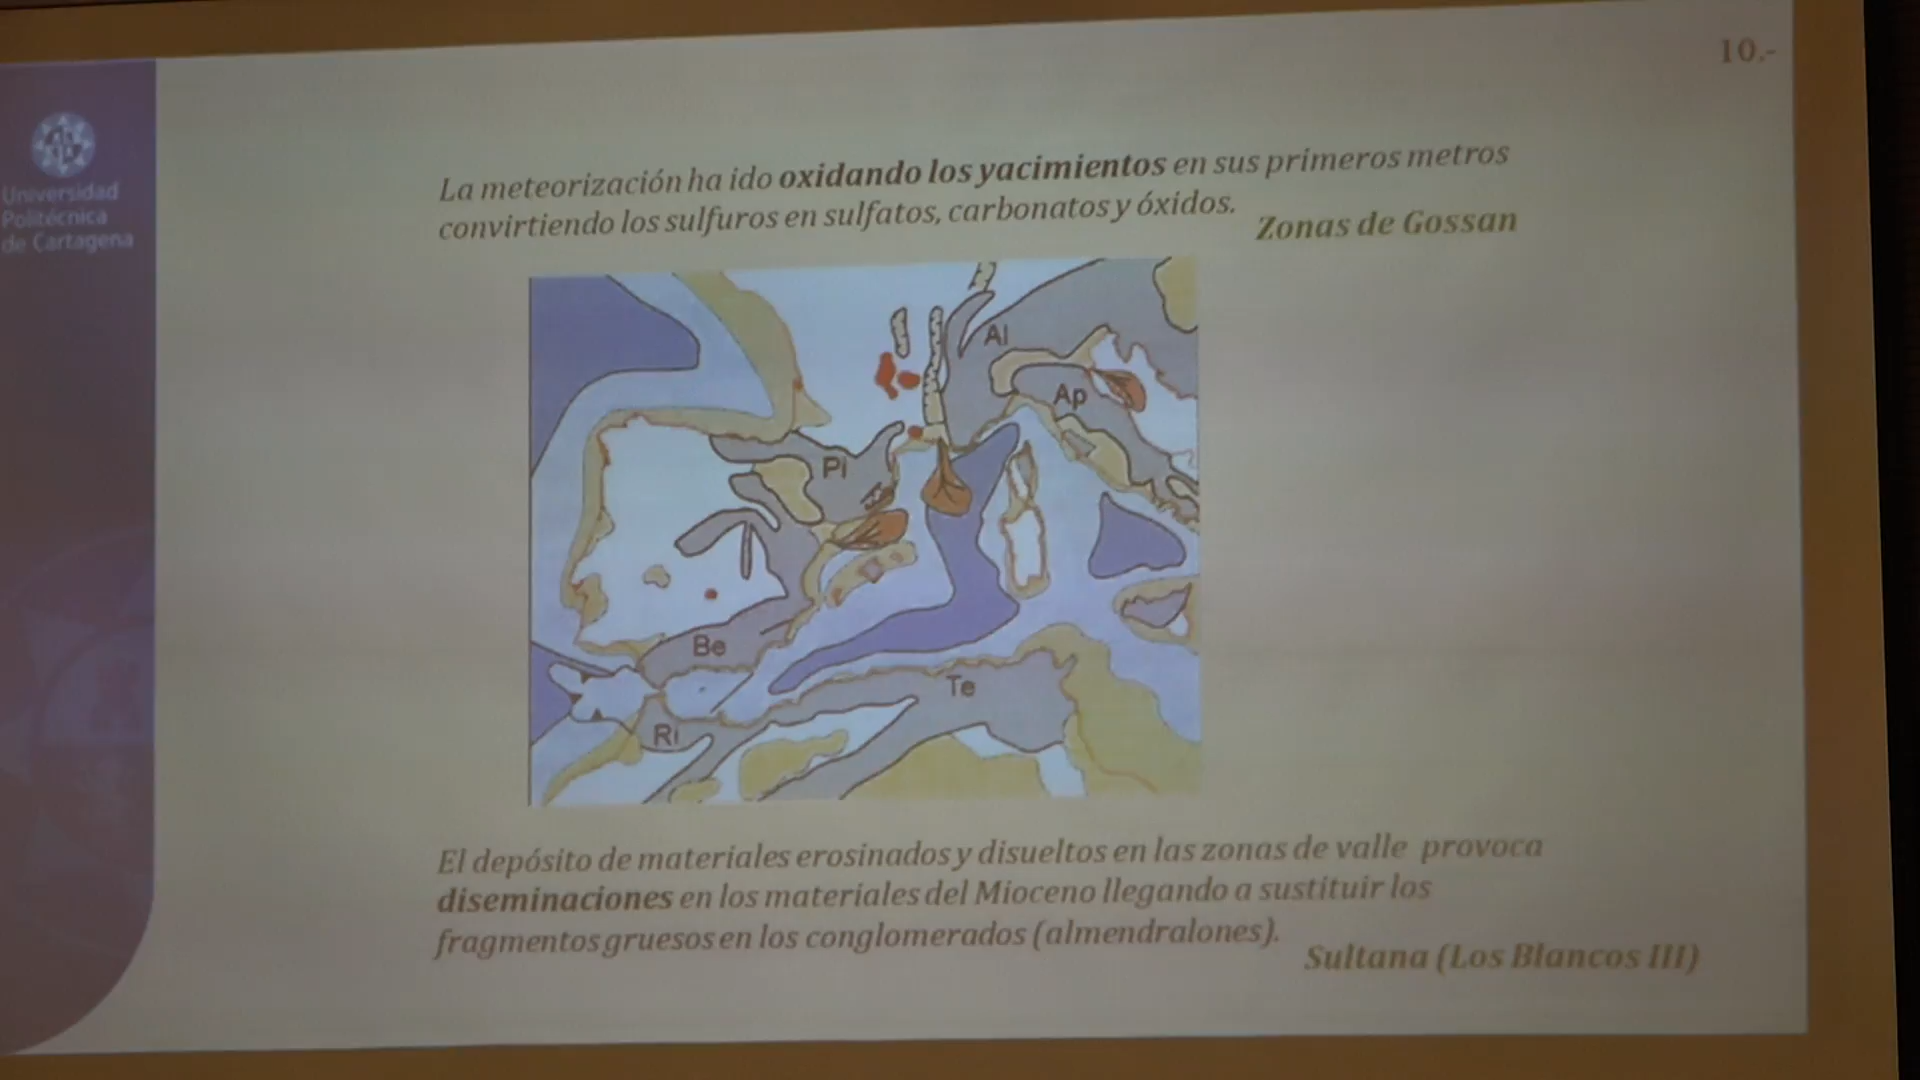 10.-
Universidad
Politécnica
de Cartagena
La meteorización ha ido oxidando los yacimientos en sus primeros metros
convirtiendo los sulfuros en sulfatos, carbonatos y óxidos.
Zonas de Gossan
Al
Ap
Pi
Be
Te
Ri
El depósito de materiales erosinados y disueltos en las zonas de valle provoca
diseminaciones en los materiales del Mioceno llegando a sustituir los
fragmentos gruesos en los conglomerados (almendralones).
Sultana (Los Blancos III)